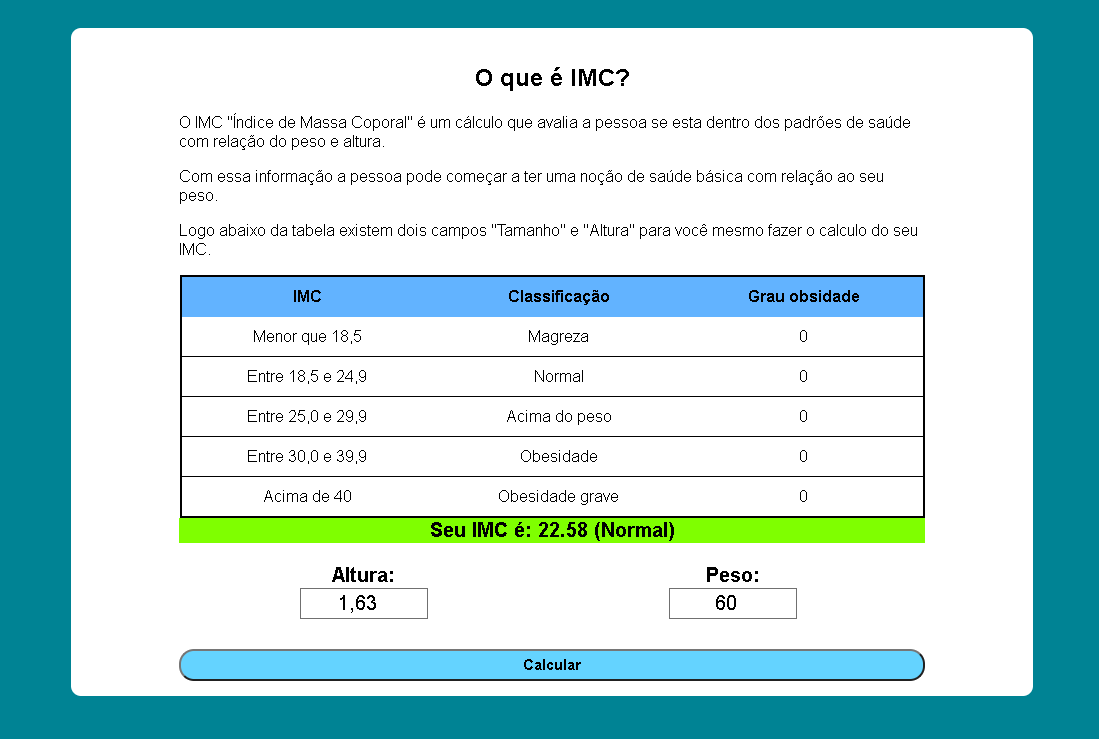 O que é IMC?
O IMC "Índice de Massa Coporal" é um cálculo que avalia a pessoa se esta dentro dos padrões de saúde
com relação do peso e altura.
Com essa informação a pessoa pode começar a ter uma noção de saúde básica com relação ao seu
peso.
Logo abaixo da tabela existem dois campos "Tamanho" e "Altura" para você mesmo fazer o calculo do seu
IMC.
IMC Classificação Grau obsidade
Menor que 18,5 Magreza 0
Entre 18,5 e 24,9 Normal 0
Entre 25,0 e 29,9 Acima do peso 0
Entre 30,0 e 39,9 Obesidade 0
Acima de 40 Obesidade grave 0
Seu IMC é: 22.58 (Normal)
Altura: Peso:
1,63 60
Calcular